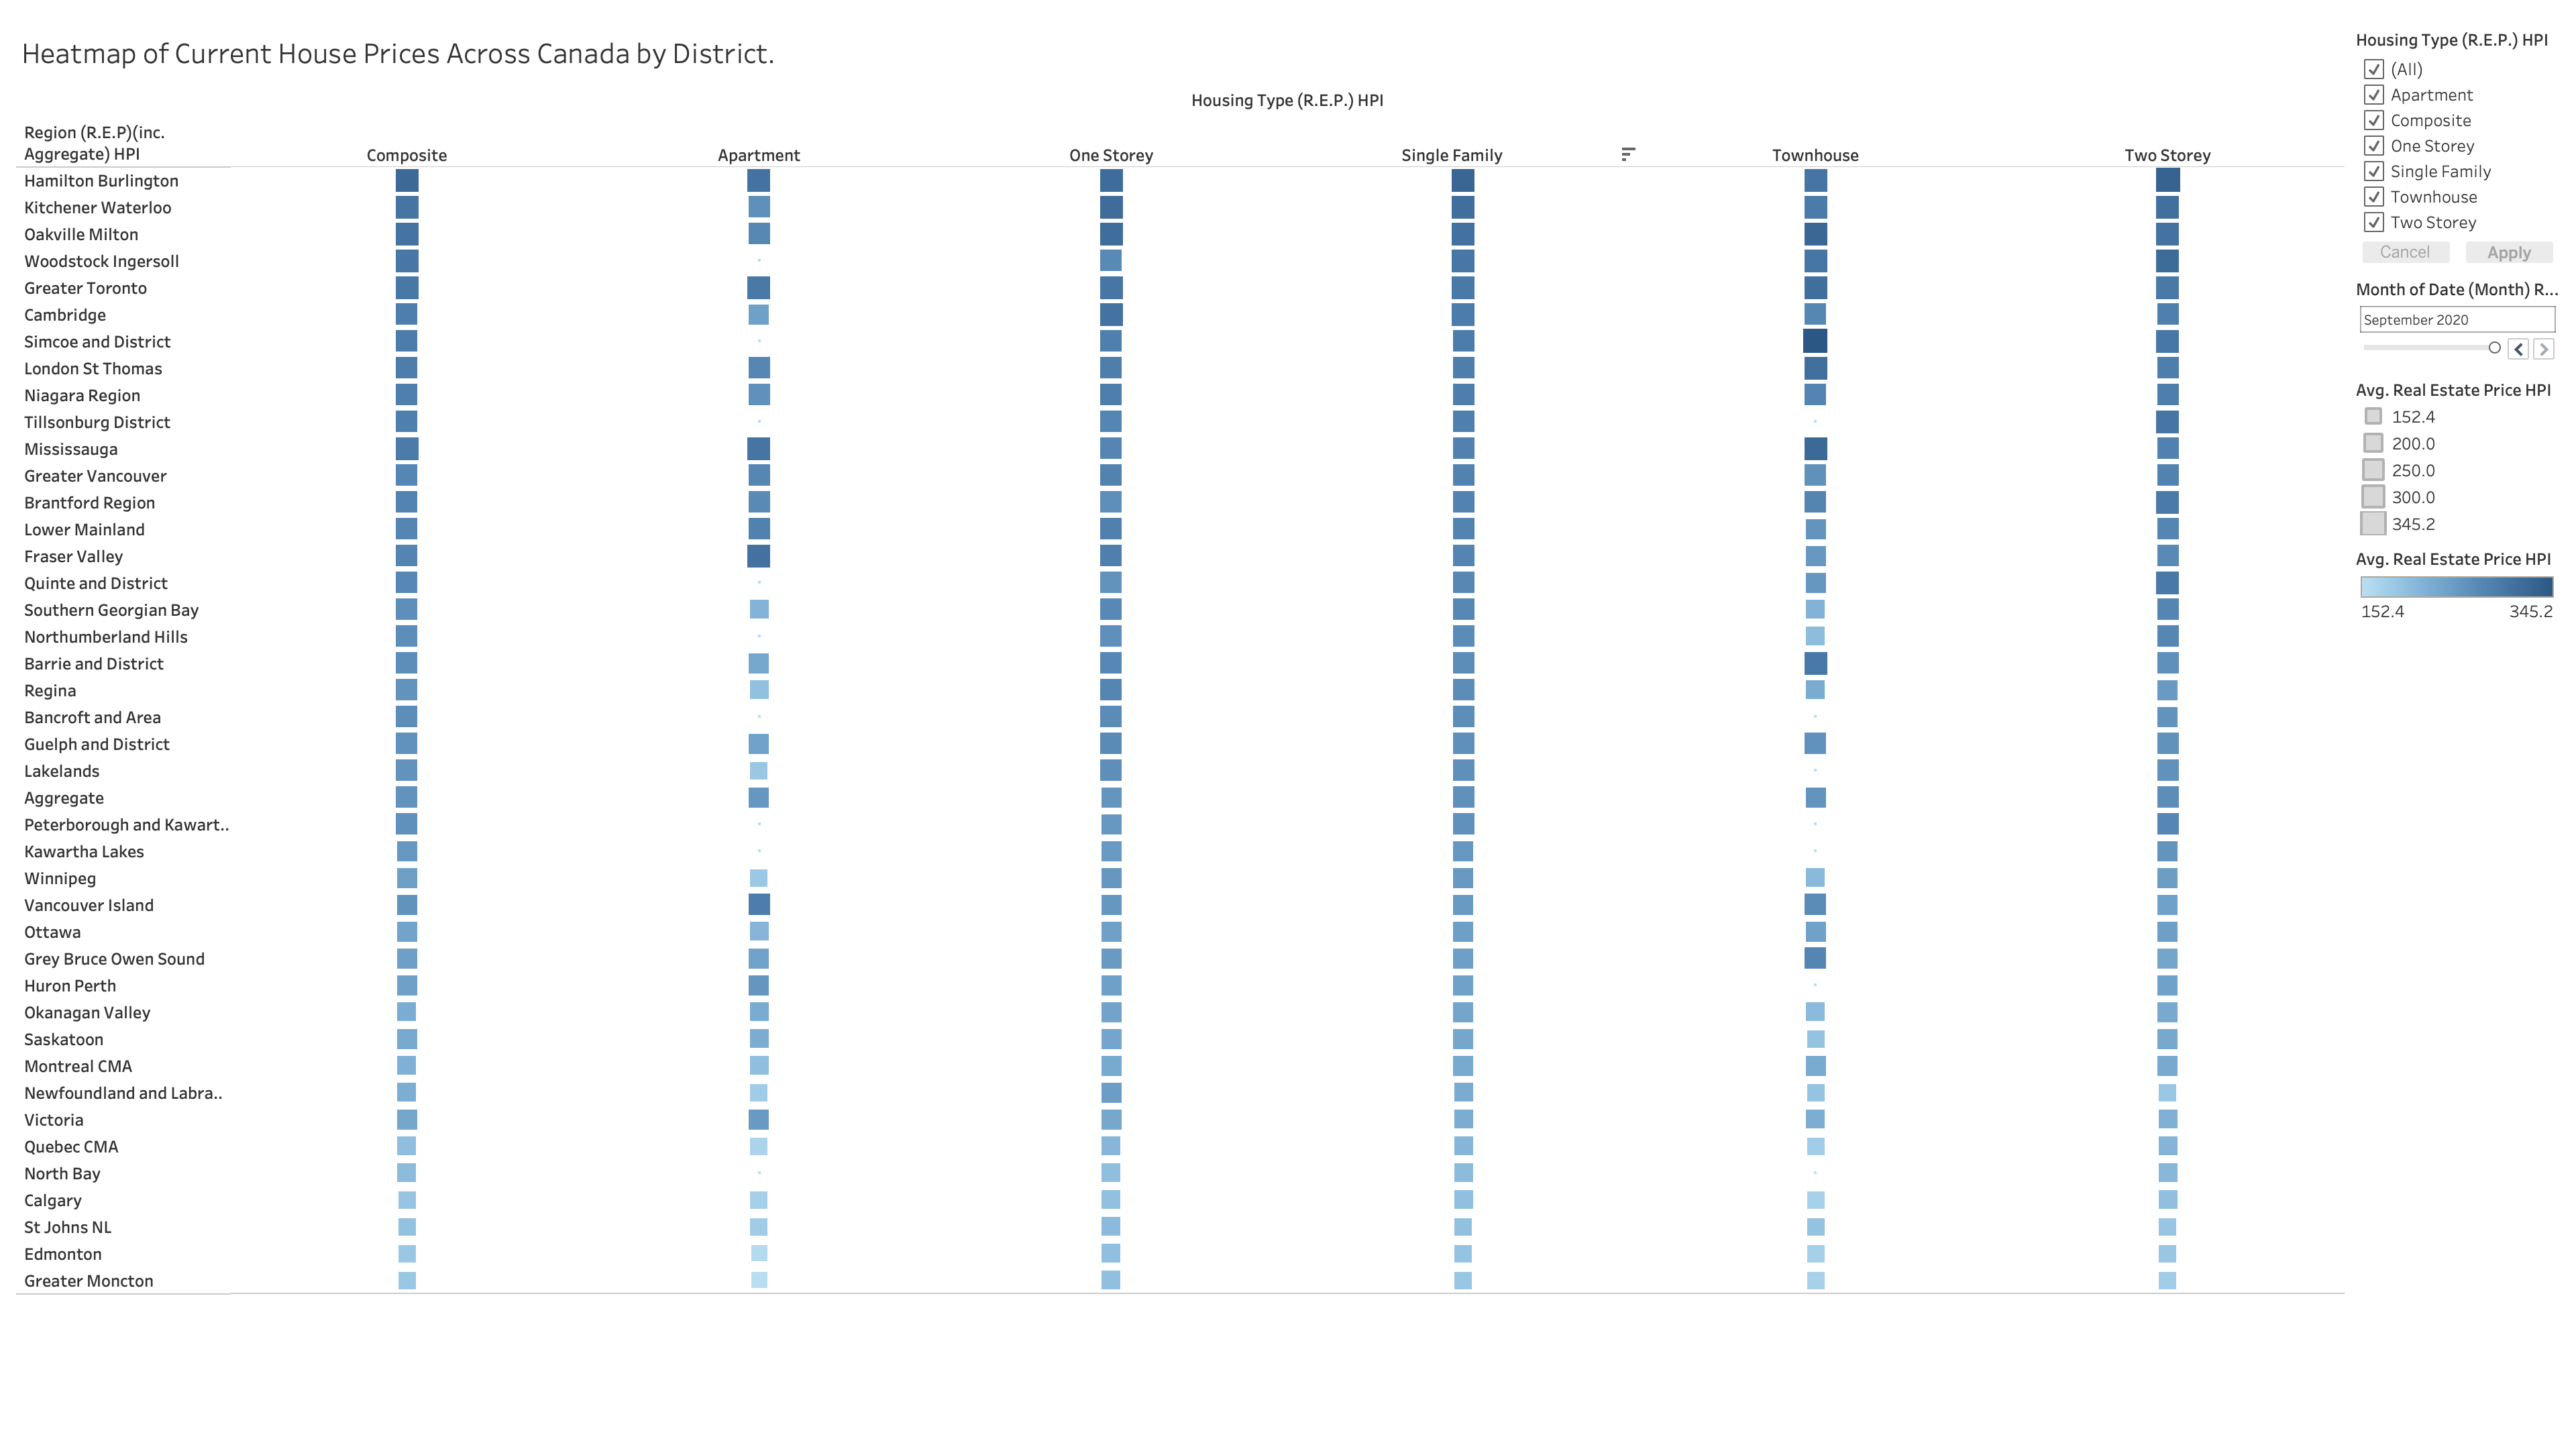 Heatmap of Current House Prices Across Canada by District.
Housing Type (R.E.P.) HPI
Region (R.E.P)(inc.
Aggregate) HPI
Composite Apartment One Storey Single Family Townhouse Two Storey
Hamilton Burlington
Kitchener Waterloo
Oakville Milton
Woodstock Ingersoll
Greater Toronto
Cambridge
Simcoe and District
London St Thomas
Niagara Region
Tillsonburg District
Mississauga
Greater Vancouver
Brantford Region
Lower Mainland
Fraser Valley
Quinte and District
Southern Georgian Bay
Northumberland Hills
Barrie and District
Regina
Bancroft and Area
Guelph and District
Lakelands
Aggregate
Peterborough and Kawart..
Kawartha Lakes
Winnipeg
Vancouver Island
Ottawa
Grey Bruce Owen Sound
Huron Perth
Okanagan Valley
Saskatoon
Montreal CMA
Newfoundland and Labra..
Victoria
Quebec CMA
North Bay
Calgary
St Johns NL
Edmonton
Greater Moncton
Housing Type (R.E.P.) HPI
(All)
Apartment
Composite
One Storey
Single Family
Townhouse
Two Storey
Cancel Apply
Month of Date (Month) R...
September 2020
Avg. Real Estate Price HPI
152.4
200.0
250.0
300.0
345.2
Avg. Real Estate Price HPI
152.4 345.2